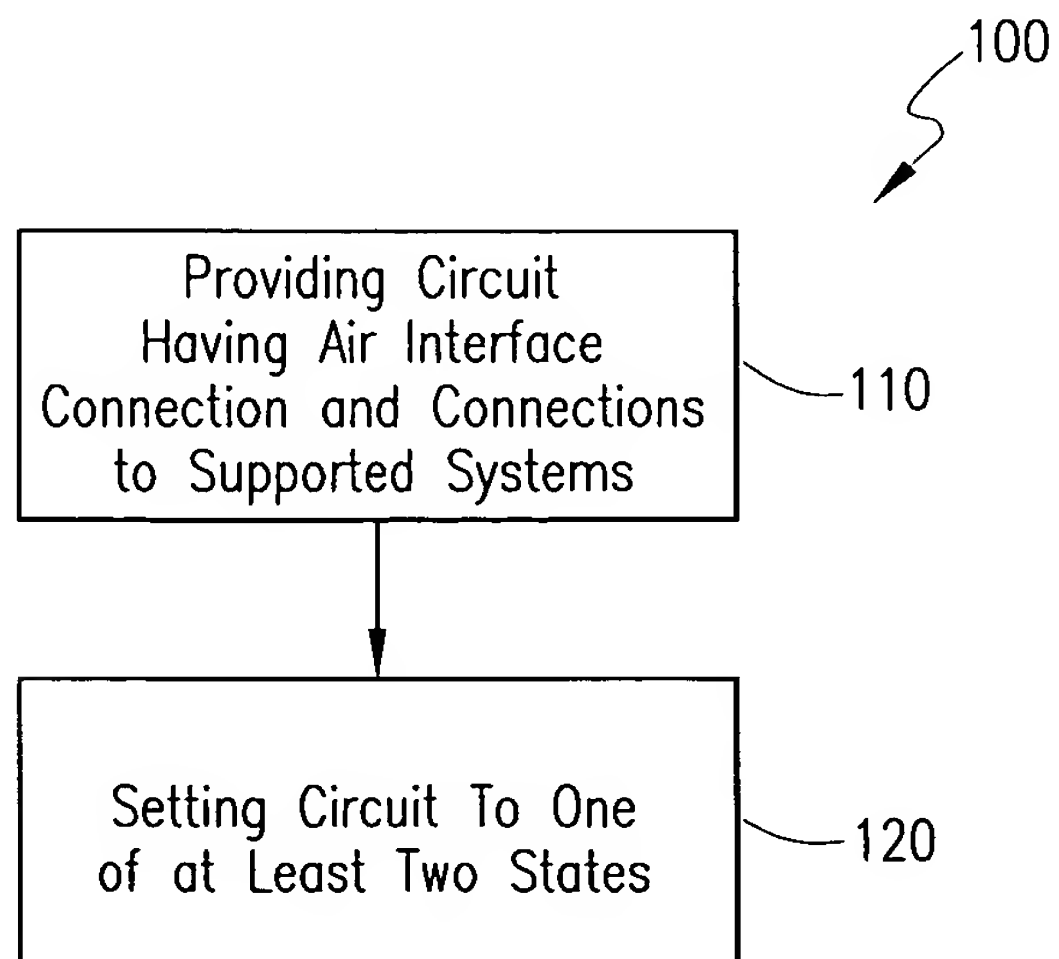 100
Providing Circuit
Having Air Interface
Connection and Connections
to Supported Systems
110
Setting Circuit To One
of at Least Two States
120